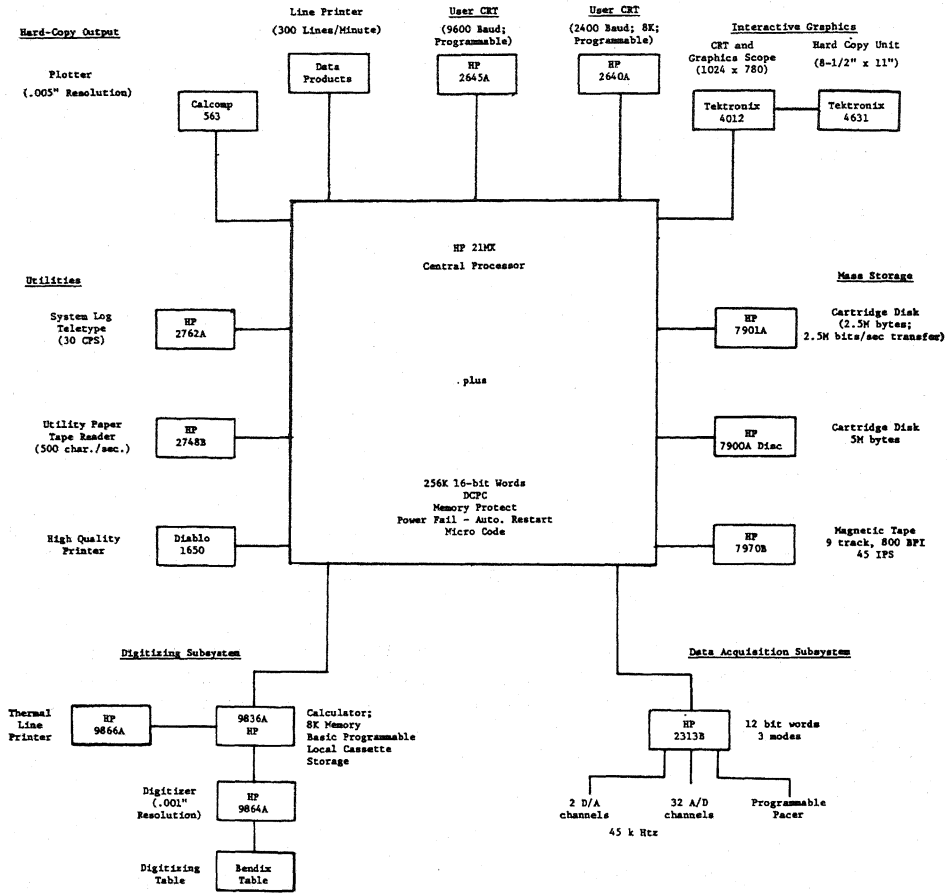 Hard-Copy Output
Plotter
(.005" Resolution)
Calcomp
563
Line Printer
(300 Lines/Minute)
Data
Products
User CRT
(9600 Baud;
Programmable)
HP
2645A
User CRT
(2400 Baud; 8K;
Programmable)
HP
2640A
Interactive Graphics
CRT and
Graphics Scope
(1024 x 780)
Hard Copy Unit
(8-1/2" x 11")
Tektronix
4012
Tektronix
4631
HP 21MX
Central Processor
plus
256K 16-bit Words
DCPC
Memory Protect
Power Fail - Auto. Restart
Micro Code
Utilities
System Log
Teletype
(30 CPS)
HP
2762A
Utility Paper
Tape Reader
(500 char./sec.)
HP
2748B
High Quality
Printer
Diablo
1650
Mass Storage
HP
7901A
Cartridge Disk
(2.5M bytes;
2.5M bits/sec transfer)
HP
7900A Disc
Cartridge Disk
5M bytes
HP
7970B
Magnetic Tape
9 track, 800 BPI
45 IPS
Digitizing Subsystem
Thermal
Line
Printer
HP
9866A
9836A
HP
Calculator;
8K Memory
Basic Programmable
Local Cassette
Storage
Digitizer
(.001"
Resolution)
HP
9864A
Digitizing
Table
Bendix
Table
Data Acquisition Subsystem
HP
2313B
12 bit words
3 modes
2 D/A
channels
32 A/D
channels
45 k Htz
Programmable
Pacer